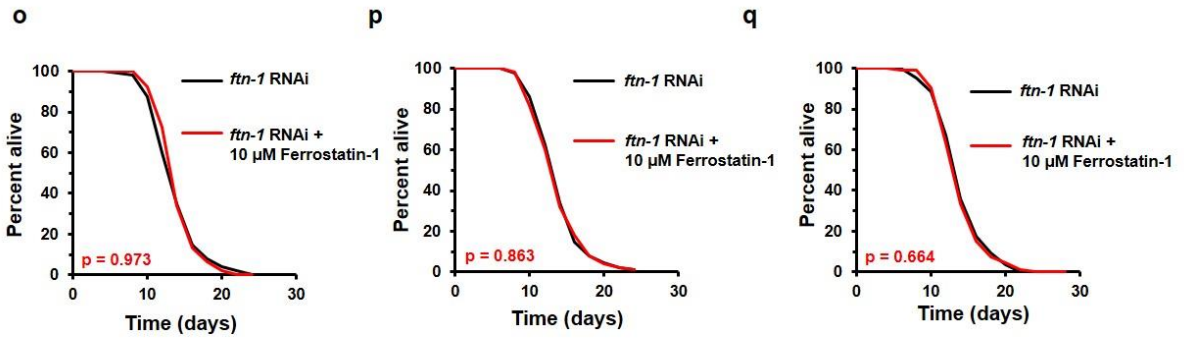 o
Percent alive
100
80
60
40
20
0
ftn-1 RNAi
ftn-1 RNAi +
10 µM Ferrostatin-1
p = 0.973
0 10 20 30
Time (days)
p
Percent alive
100
80
60
40
20
0
ftn-1 RNAi
ftn-1 RNAi +
10 µM Ferrostatin-1
p = 0.863
0 10 20 30
Time (days)
q
Percent alive
100
80
60
40
20
0
ftn-1 RNAi
ftn-1 RNAi +
10 µM Ferrostatin-1
p = 0.664
0 10 20 30
Time (days)